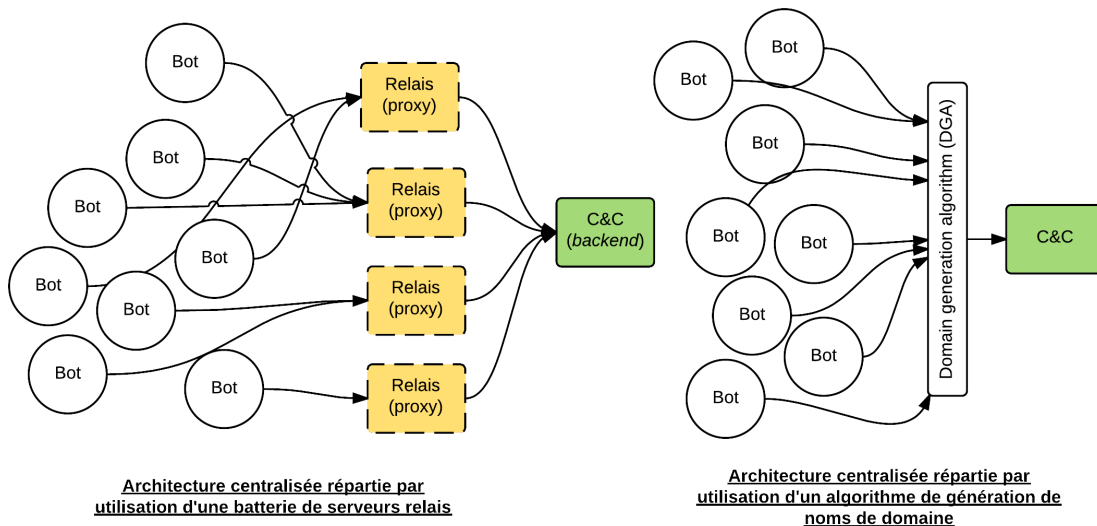 Bot
Bot
Bot
Bot
Bot
Bot
Bot
Bot
Relais
(proxy)
Relais
(proxy)
Relais
(proxy)
Relais
(proxy)
C&C
(backend)
Architecture centralisée répartie par
utilisation d'une batterie de serveurs relais
Bot
Bot
Bot
Bot
Bot
Bot
Bot
Bot
Domain generation algorithm (DGA)
C&C
Architecture centralisée répartie par
utilisation d'un algorithme de génération de
noms de domaine